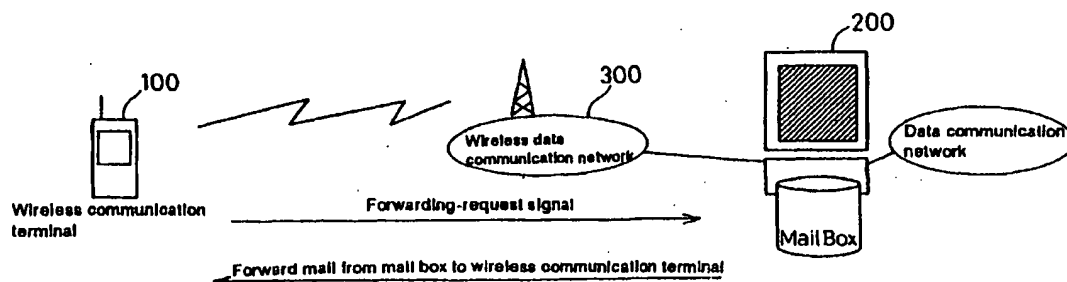 100
Wireless communication
terminal
300
Wireless data
communication network
200
Data communication
network
Mail Box
Forwarding-request signal
Forward mail from mail box to wireless communication terminal